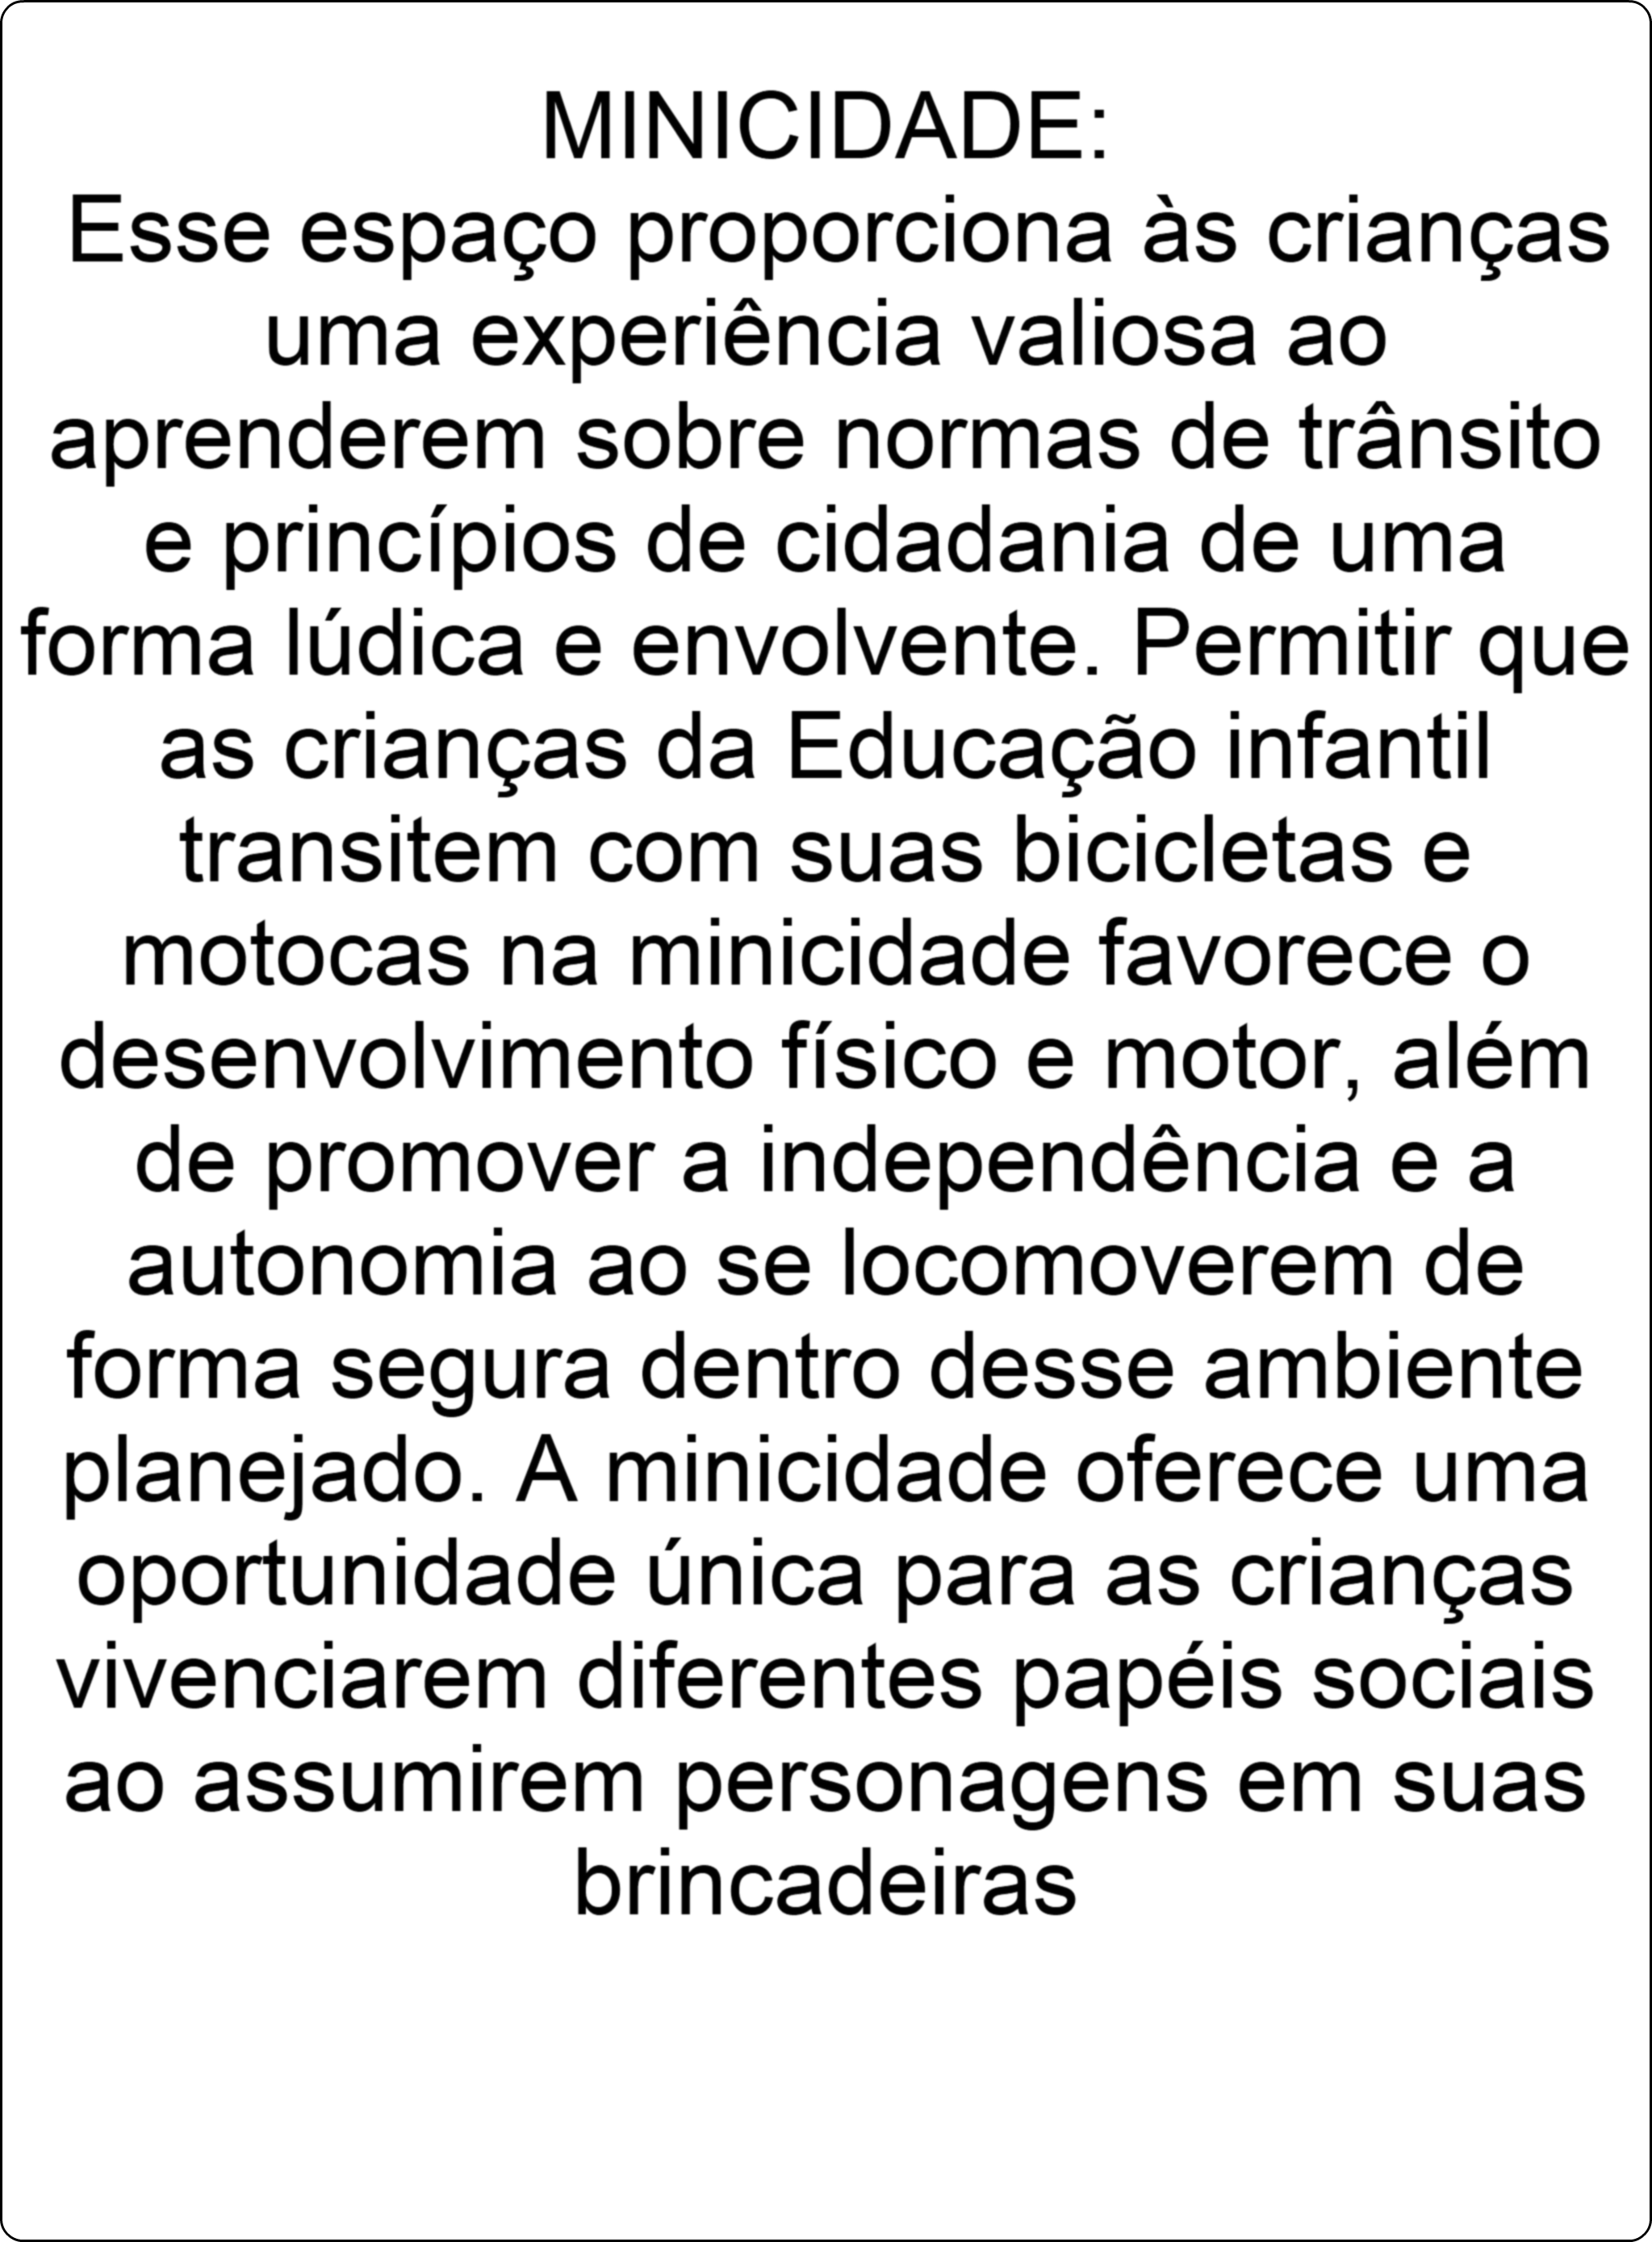 MINICIDADE:
Esse espaço proporciona às crianças
uma experiência valiosa ao
aprenderem sobre normas de trânsito
e princípios de cidadania de uma
forma lúdica e envolvente. Permitir que
as crianças da Educação infantil
transitem com suas bicicletas e
motocas na minicidade favorece o
desenvolvimento físico e motor, além
de promover a independência e a
autonomia ao se locomoverem de
forma segura dentro desse ambiente
planejado. A minicidade oferece uma
oportunidade única para as crianças
vivenciarem diferentes papéis sociais
ao assumirem personagens em suas
brincadeiras